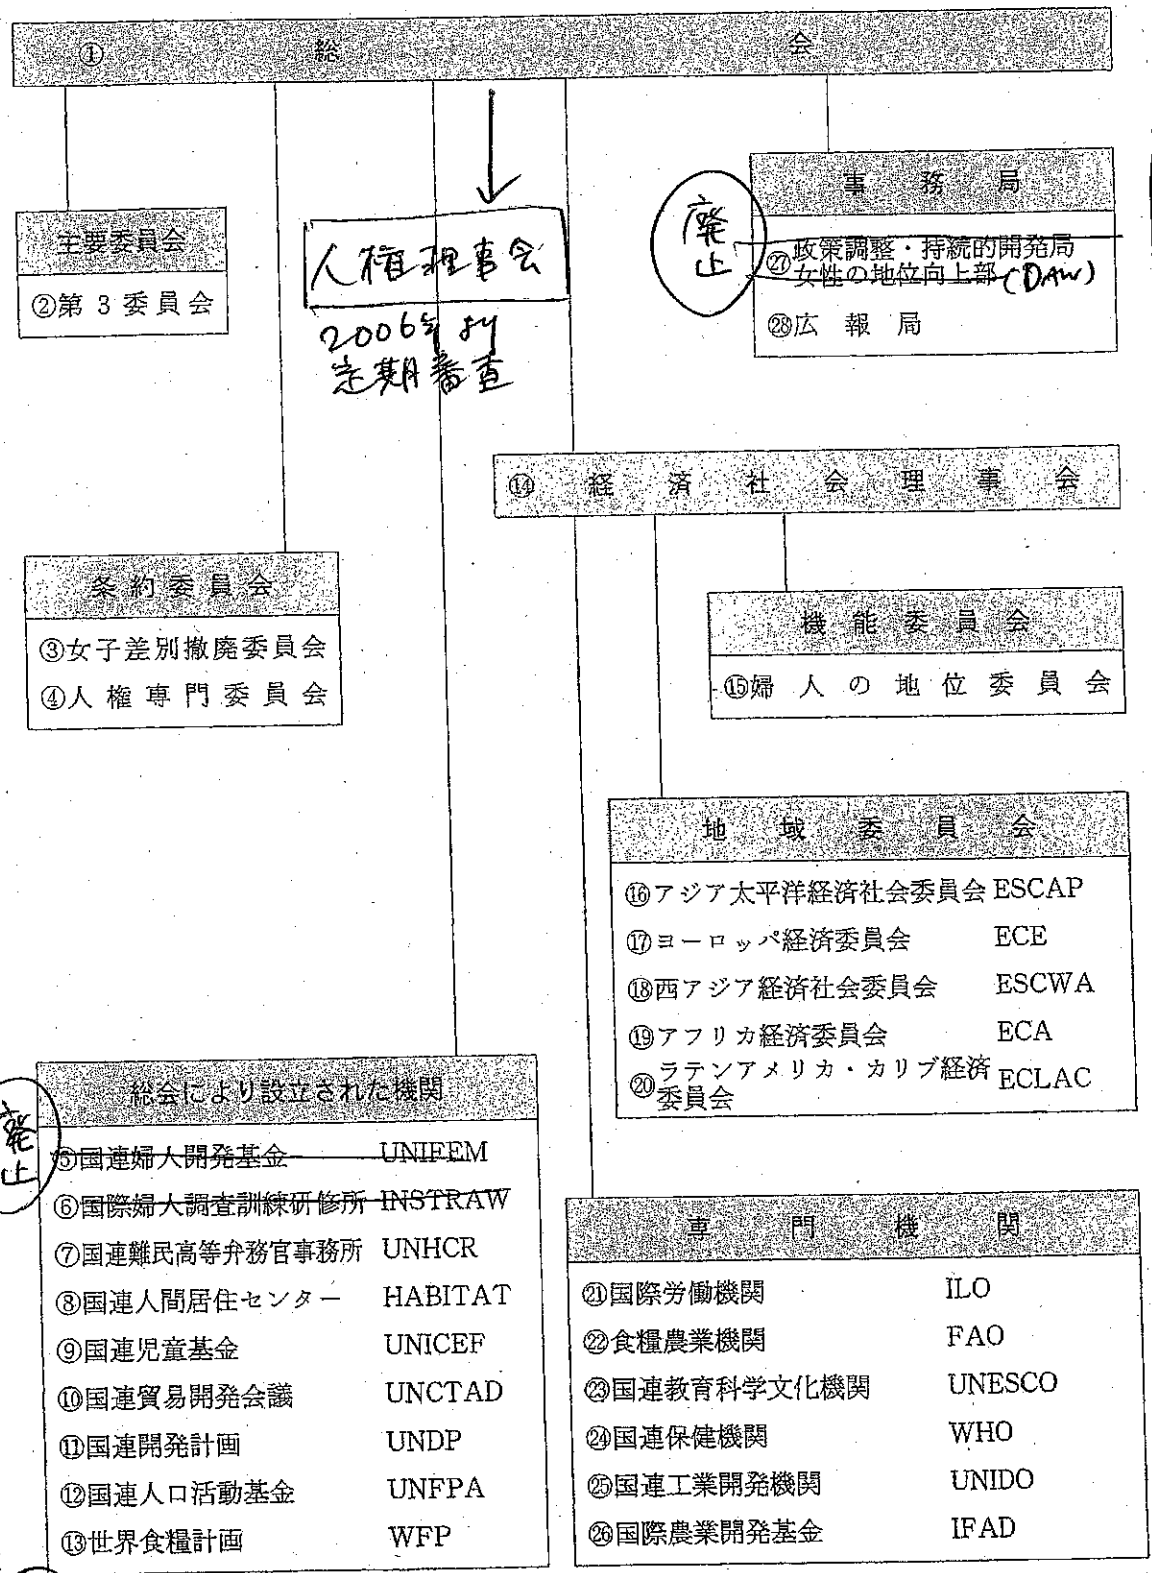 ① 総会
事務局
廃止
㉗政策調整・持続的開発局
女性の地位向上部(DAW)
㉘広報局
主要委員会
②第3委員会
人権理事会
2006年より
定期審査
⑭ 経済社会理事会
条約委員会
③女子差別撤廃委員会
④人権専門委員会
機能委員会
⑮婦人の地位委員会
地域委員会
⑯アジア太平洋経済社会委員会 ESCAP
⑰ヨーロッパ経済委員会 ECE
⑱西アジア経済社会委員会 ESCWA
⑲アフリカ経済委員会 ECA
⑳ラテンアメリカ・カリブ経済
委員会 ECLAC
総会により設立された機関
廃止
⑤国連婦人開発基金 UNIFEM
⑥国際婦人調査訓練研修所 INSTRAW
⑦国連難民高等弁務官事務所 UNHCR
⑧国連人間居住センター HABITAT
⑨国連児童基金 UNICEF
⑩国連貿易開発会議 UNCTAD
⑪国連開発計画 UNDP
⑫国連人口活動基金 UNFPA
⑬世界食糧計画 WFP
専門機関
㉑国際労働機関 ILO
㉒食糧農業機関 FAO
㉓国連教育科学文化機関 UNESCO
㉔国連保健機関 WHO
㉕国連工業開発機関 UNIDO
㉖国際農業開発基金 IFAD